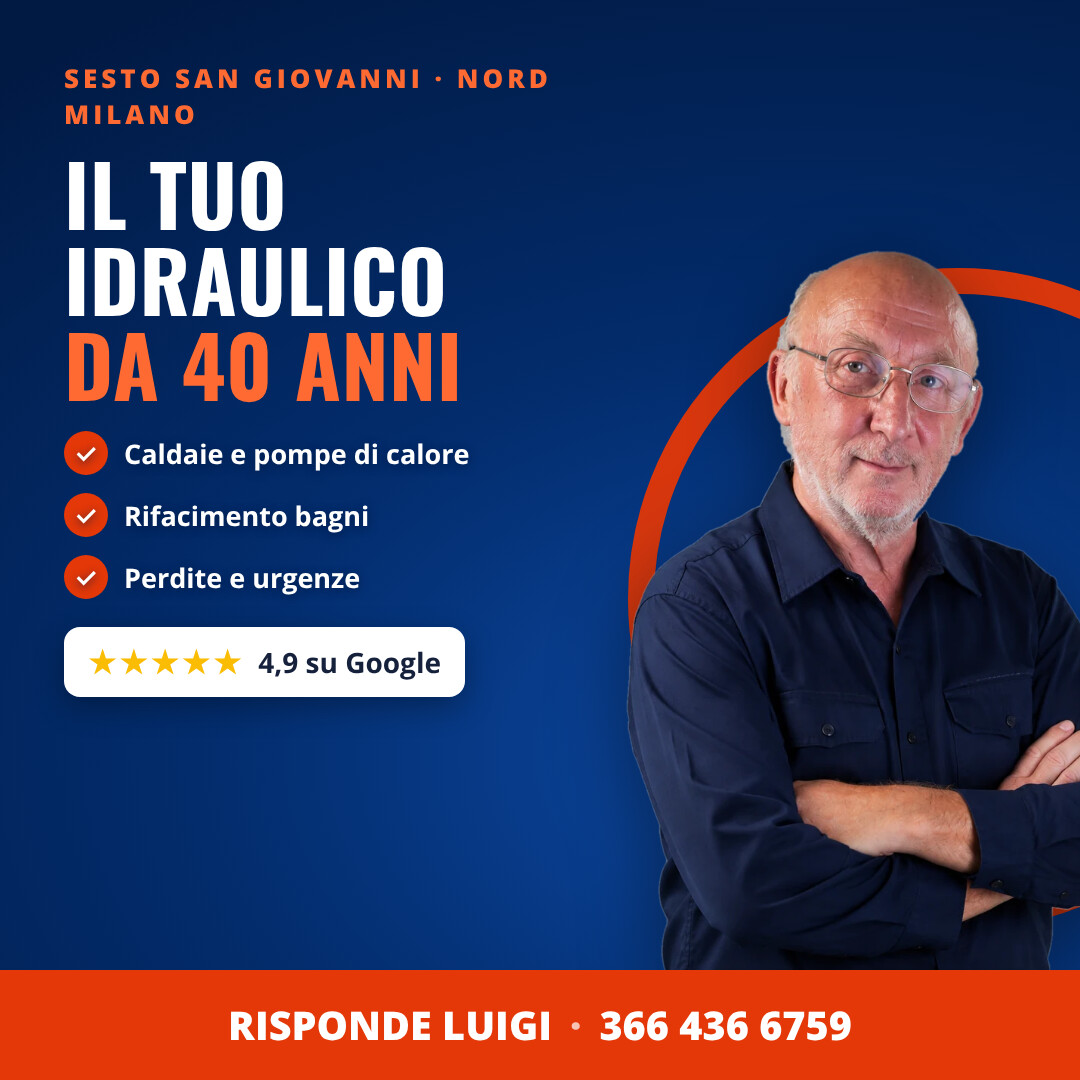 SESTO SAN GIOVANNI · NORD
MILANO
IL TUO
IDRAULICO
DA 40 ANNI
Caldaie e pompe di calore
Rifacimento bagni
Perdite e urgenze
★★★★★ 4,9 su Google
RISPONDE LUIGI · 366 436 6759